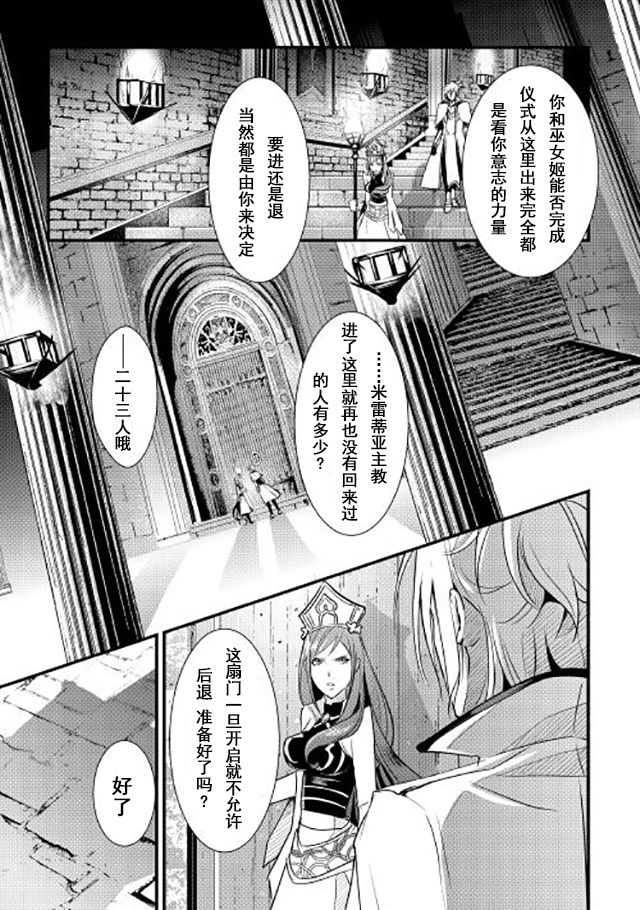 你和巫女姬能否完成
仪式从这里出来完全都
是看你意志的力量
要进还是退
当然都是由你来决定
……米雷蒂亚主教
进了这里就再也没有回来过
的人有多少？
——二十三人哦
这扇门一旦开启就不允许
后退 准备好了吗？
好了